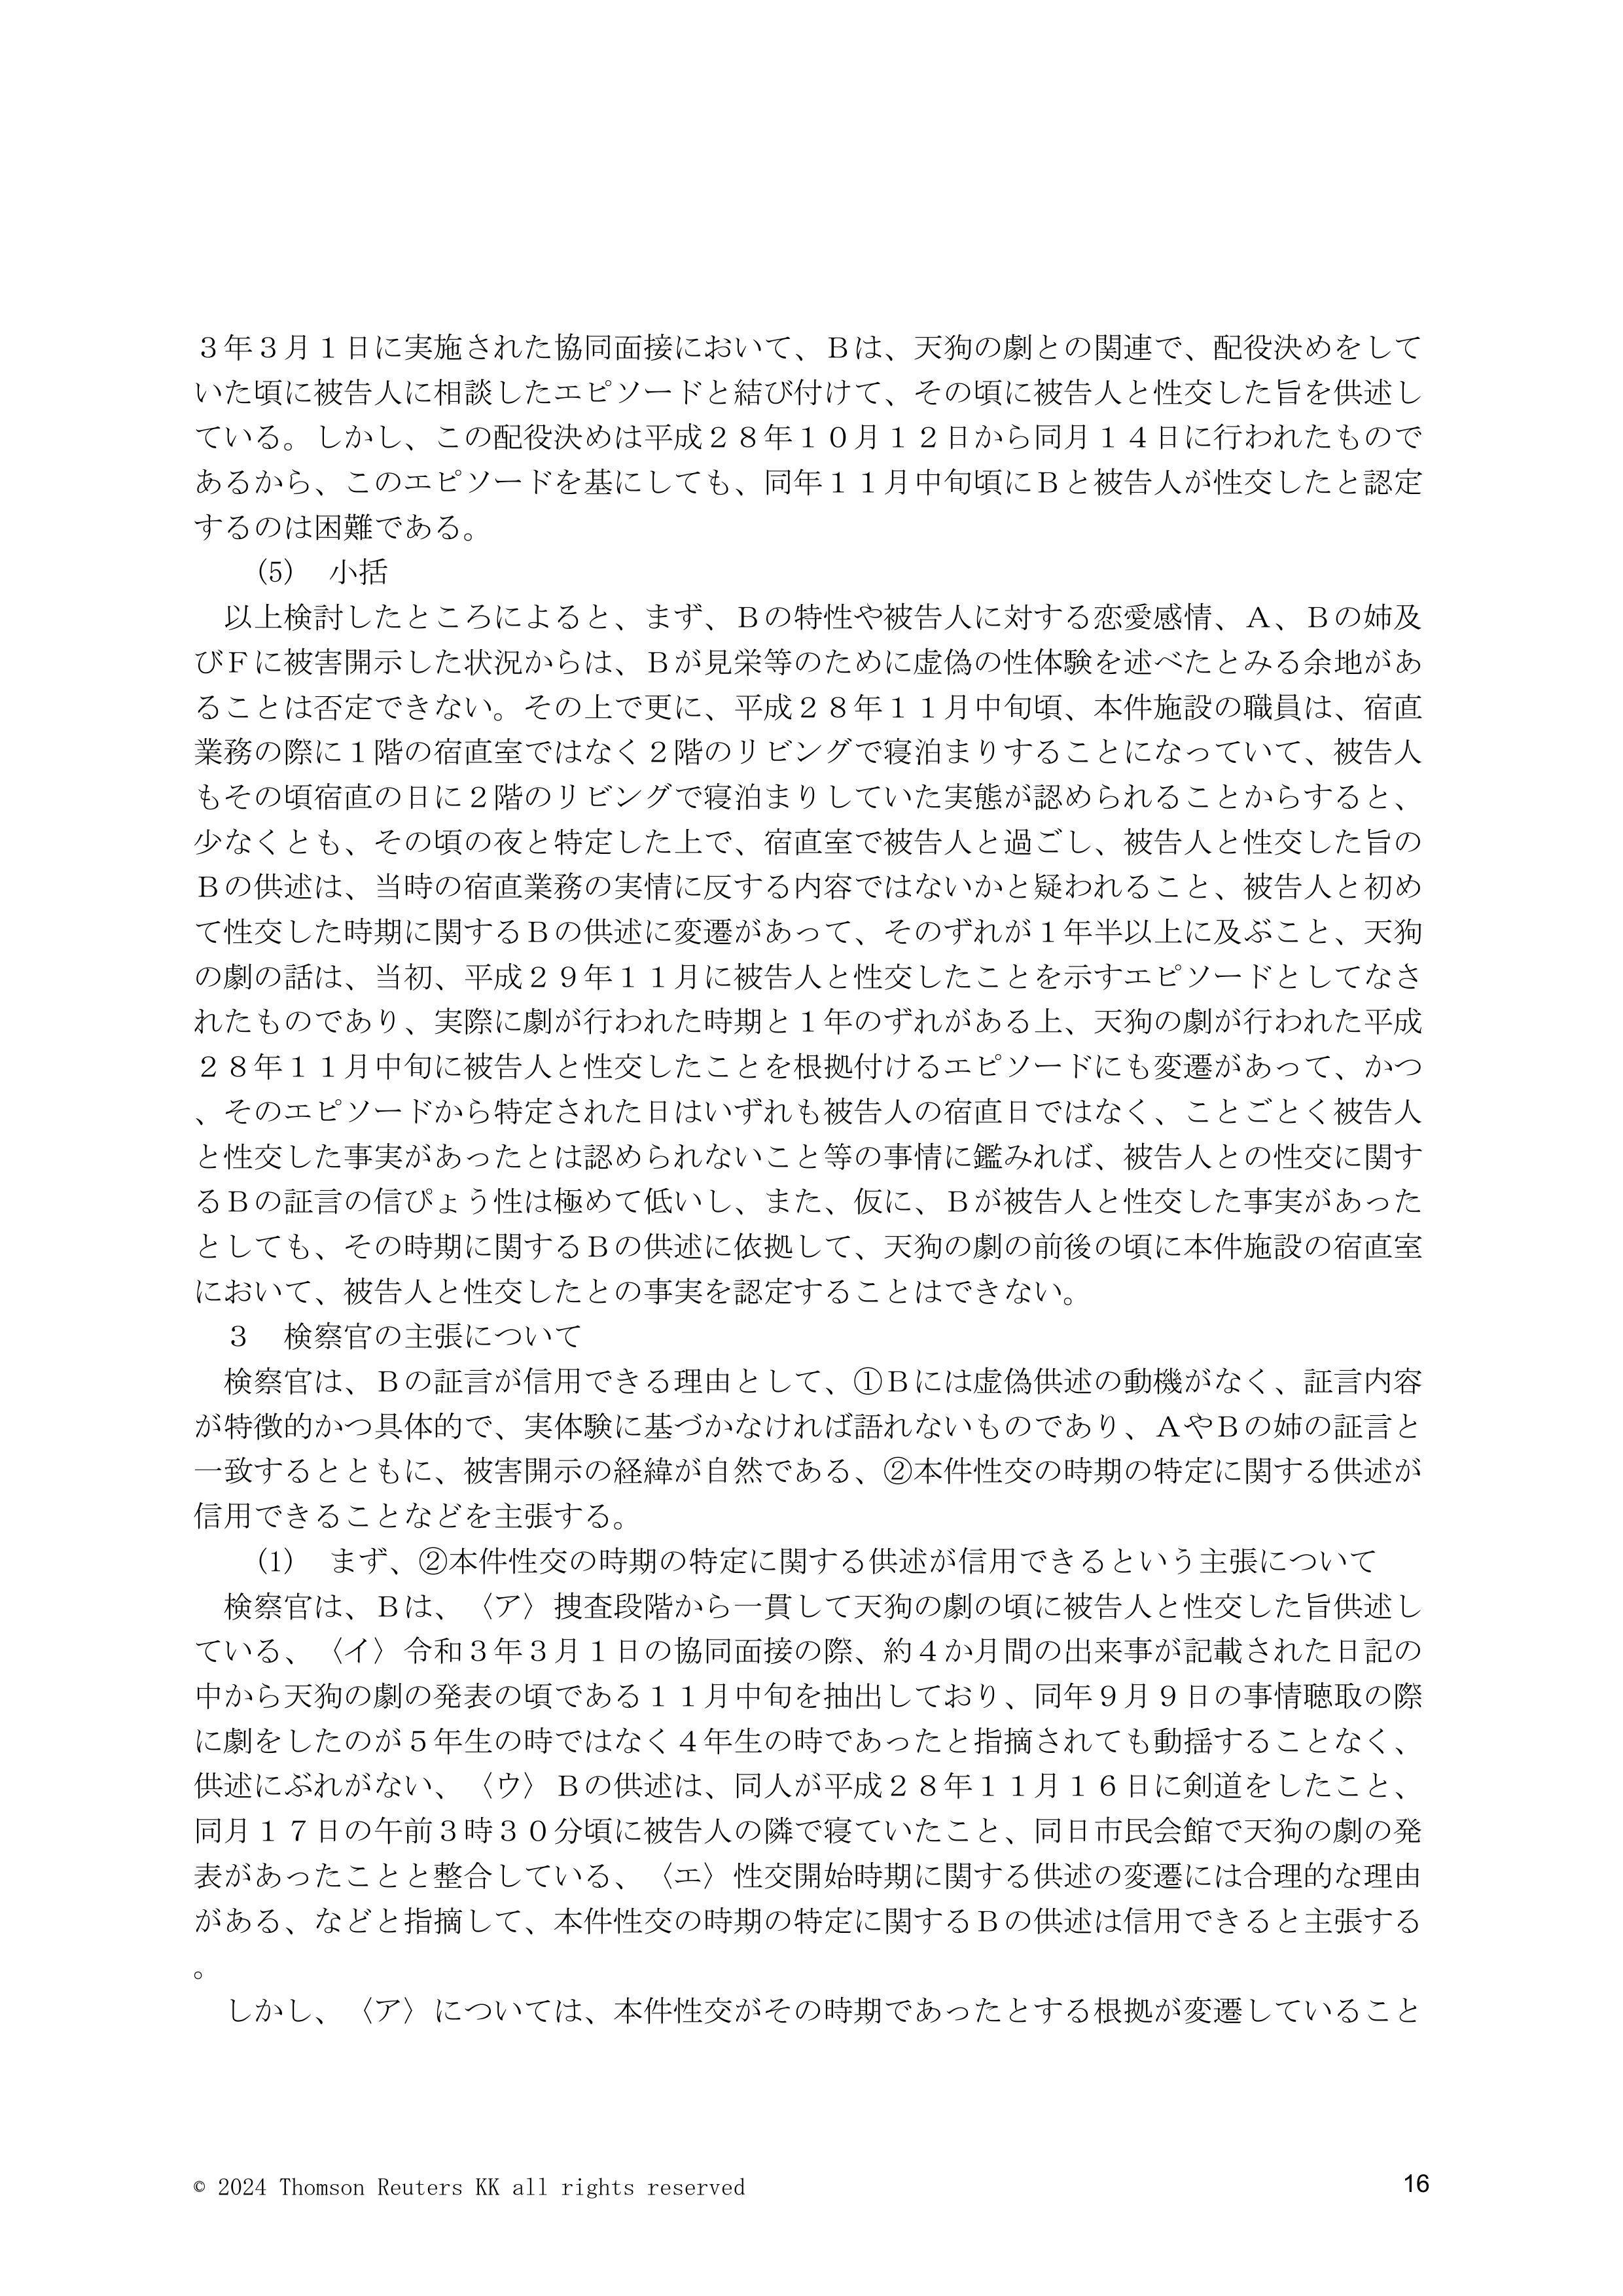 ３年３月１日に実施された協同面接において、Ｂは、天狗の劇との関連で、配役決めをして
いた頃に被告人に相談したエピソードと結び付けて、その頃に被告人と性交した旨を供述し
ている。しかし、この配役決めは平成２８年１０月１２日から同月１４日に行われたもので
あるから、このエピソードを基にしても、同年１１月中旬頃にＢと被告人が性交したと認定
するのは困難である。
(5)　小括
以上検討したところによると、まず、Ｂの特性や被告人に対する恋愛感情、Ａ、Ｂの姉及
びＦに被害開示した状況からは、Ｂが見栄等のために虚偽の性体験を述べたとみる余地があ
ることは否定できない。その上で更に、平成２８年１１月中旬頃、本件施設の職員は、宿直
業務の際に１階の宿直室ではなく２階のリビングで寝泊まりすることになっていて、被告人
もその頃宿直の日に２階のリビングで寝泊まりしていた実態が認められることからすると、
少なくとも、その頃の夜と特定した上で、宿直室で被告人と過ごし、被告人と性交した旨の
Ｂの供述は、当時の宿直業務の実情に反する内容ではないかと疑われること、被告人と初め
て性交した時期に関するＢの供述に変遷があって、そのずれが１年半以上に及ぶこと、天狗
の劇の話は、当初、平成２９年１１月に被告人と性交したことを示すエピソードとしてなさ
れたものであり、実際に劇が行われた時期と１年のずれがある上、天狗の劇が行われた平成
２８年１１月中旬に被告人と性交したことを根拠付けるエピソードにも変遷があって、かつ
、そのエピソードから特定された日はいずれも被告人の宿直日ではなく、ことごとく被告人
と性交した事実があったとは認められないこと等の事情に鑑みれば、被告人との性交に関す
るＢの証言の信ぴょう性は極めて低いし、また、仮に、Ｂが被告人と性交した事実があった
としても、その時期に関するＢの供述に依拠して、天狗の劇の前後の頃に本件施設の宿直室
において、被告人と性交したとの事実を認定することはできない。
３　検察官の主張について
検察官は、Ｂの証言が信用できる理由として、①Ｂには虚偽供述の動機がなく、証言内容
が特徴的かつ具体的で、実体験に基づかなければ語れないものであり、ＡやＢの姉の証言と
一致するとともに、被害開示の経緯が自然である、②本件性交の時期の特定に関する供述が
信用できることなどを主張する。
(1)　まず、②本件性交の時期の特定に関する供述が信用できるという主張について
検察官は、Ｂは、〈ア〉捜査段階から一貫して天狗の劇の頃に被告人と性交した旨供述し
ている、〈イ〉令和３年３月１日の協同面接の際、約４か月間の出来事が記載された日記の
中から天狗の劇の発表の頃である１１月中旬を抽出しており、同年９月９日の事情聴取の際
に劇をしたのが５年生の時ではなく４年生の時であったと指摘されても動揺することなく、
供述にぶれがない、〈ウ〉Ｂの供述は、同人が平成２８年１１月１６日に剣道をしたこと、
同月１７日の午前３時３０分頃に被告人の隣で寝ていたこと、同日市民会館で天狗の劇の発
表があったことと整合している、〈エ〉性交開始時期に関する供述の変遷には合理的な理由
がある、などと指摘して、本件性交の時期の特定に関するＢの供述は信用できると主張する
。
しかし、〈ア〉については、本件性交がその時期であったとする根拠が変遷していること
© 2024 Thomson Reuters KK all rights reserved
16